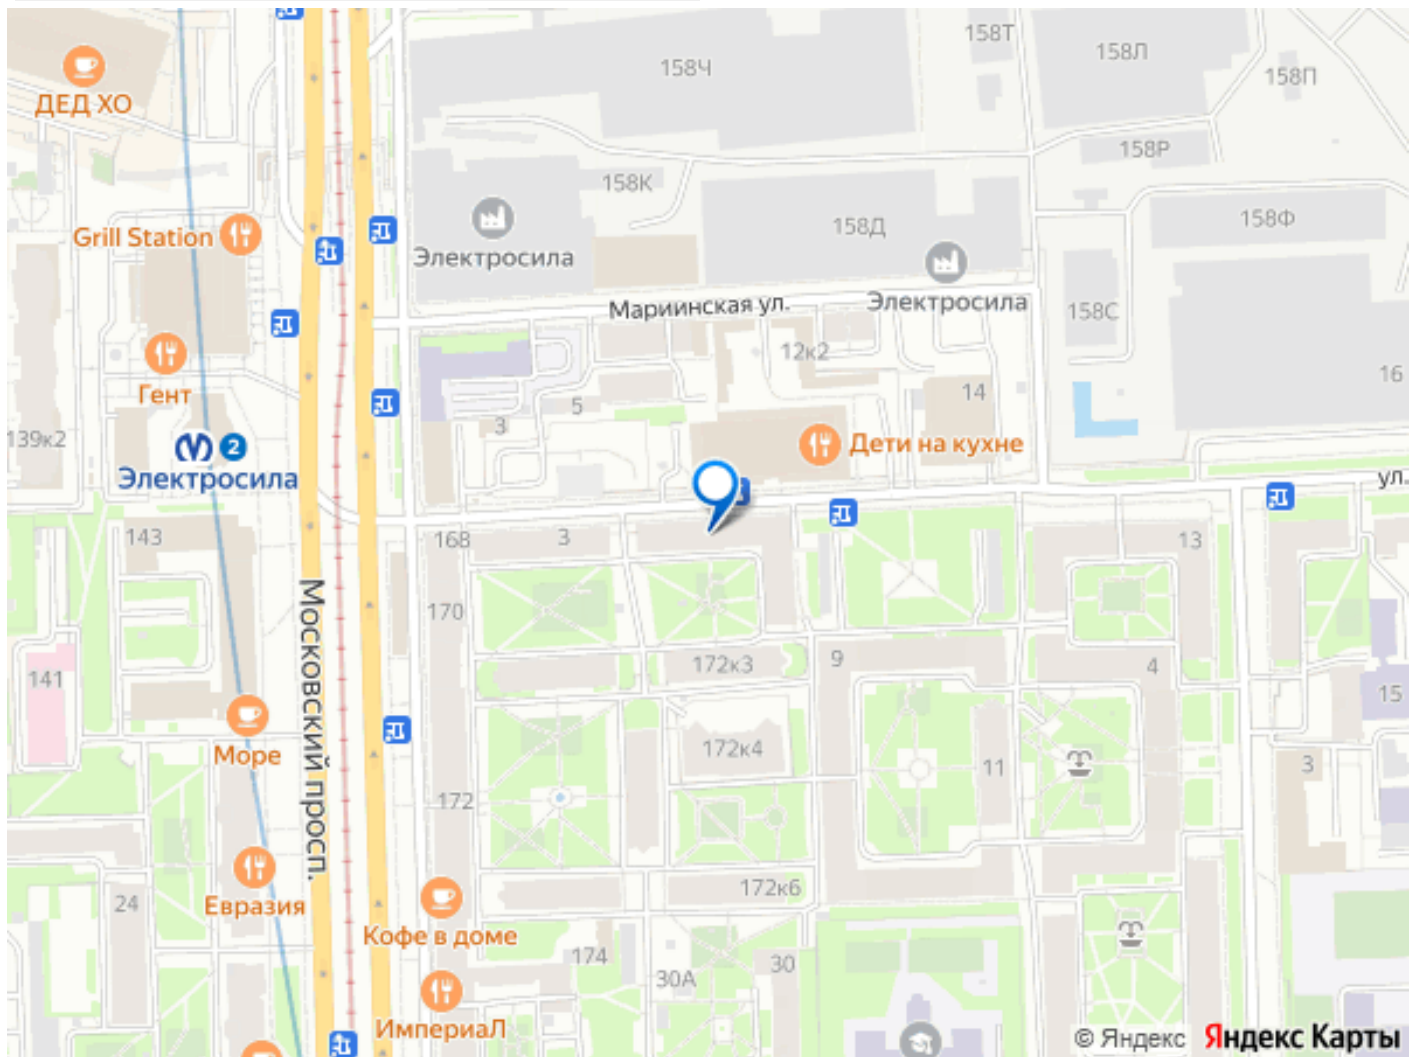 158Т
158Л
158Ч
158П
ДЕД ХО
158Р
158К
158Ф
158Д
Grill Station
Электросила
Электросила
Мариинская ул.
158С
12к2
Гент
14
16
5
3
139к2
2
Дети на кухне
Электросила
ул.
143
168
3
13
Московский просп.
170
172к3
9
4
141
15
Море
172к4
11
3
172
24
Евразия
172к6
Кофе в доме
174
30А
30
ИмпериаЛ
© Яндекс Яндекс Карты